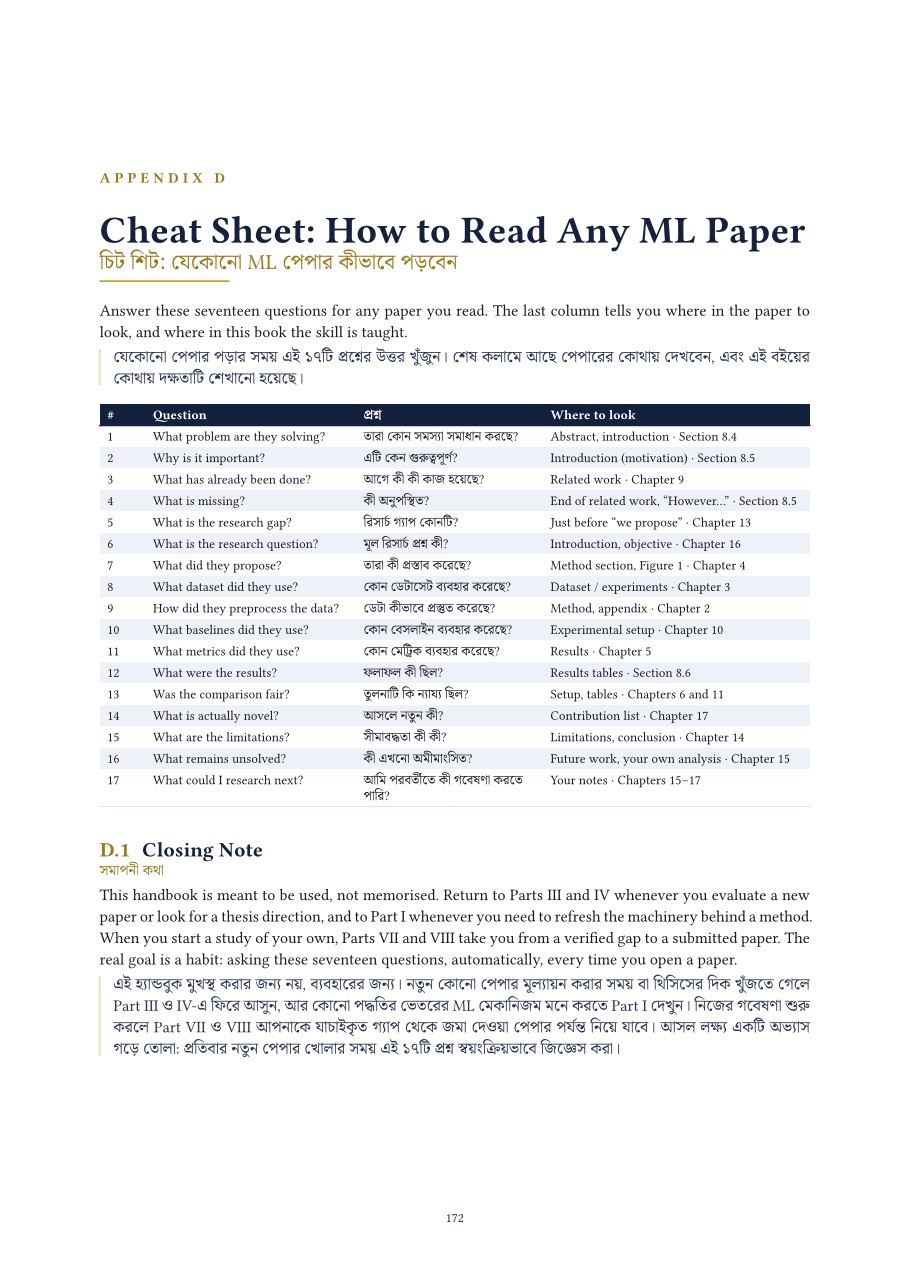 APPENDIX D
Cheat Sheet: How to Read Any ML Paper
চিট শিট: যেকোনো ML পেপার কীভাবে পড়বেন
Answer these seventeen questions for any paper you read. The last column tells you where in the paper to
look, and where in this book the skill is taught.
যেকোনো পেপার পড়ার সময় এই ১৭টি প্রশ্নের উত্তর খুঁজুন। শেষ কলামে আছে পেপারের কোথায় দেখবেন, এবং এই বইয়ের
কোথায় দক্ষতাটি শেখানো হয়েছে।
# Question প্রশ্ন Where to look
1 What problem are they solving? তারা কোন সমস্যা সমাধান করছে? Abstract, introduction · Section 8.4
2 Why is it important? এটি কেন গুরুত্বপূর্ণ? Introduction (motivation) · Section 8.5
3 What has already been done? আগে কী কী কাজ হয়েছে? Related work · Chapter 9
4 What is missing? কী অনুপস্থিত? End of related work, “However…” · Section 8.5
5 What is the research gap? রিসার্চ গ্যাপ কোনটি? Just before “we propose” · Chapter 13
6 What is the research question? মূল রিসার্চ প্রশ্ন কী? Introduction, objective · Chapter 16
7 What did they propose? তারা কী প্রস্তাব করেছে? Method section, Figure 1 · Chapter 4
8 What dataset did they use? কোন ডেটাসেট ব্যবহার করেছে? Dataset / experiments · Chapter 3
9 How did they preprocess the data? ডেটা কীভাবে প্রস্তুত করেছে? Method, appendix · Chapter 2
10 What baselines did they use? কোন বেসলাইন ব্যবহার করেছে? Experimental setup · Chapter 10
11 What metrics did they use? কোন মেট্রিক ব্যবহার করেছে? Results · Chapter 5
12 What were the results? ফলাফল কী ছিল? Results tables · Section 8.6
13 Was the comparison fair? তুলনাটি কি ন্যায্য ছিল? Setup, tables · Chapters 6 and 11
14 What is actually novel? আসলে নতুন কী? Contribution list · Chapter 17
15 What are the limitations? সীমাবদ্ধতা কী কী? Limitations, conclusion · Chapter 14
16 What remains unsolved? কী এখনো অমীমাংসিত? Future work, your own analysis · Chapter 15
17 What could I research next? আমি পরবর্তীতে কী গবেষণা করতে Your notes · Chapters 15–17
পারি?
D.1 Closing Note
সমাপনী কথা
This handbook is meant to be used, not memorised. Return to Parts III and IV whenever you evaluate a new
paper or look for a thesis direction, and to Part I whenever you need to refresh the machinery behind a method.
When you start a study of your own, Parts VII and VIII take you from a verified gap to a submitted paper. The
real goal is a habit: asking these seventeen questions, automatically, every time you open a paper.
এই হ্যান্ডবুক মুখস্থ করার জন্য নয়, ব্যবহারের জন্য। নতুন কোনো পেপার মূল্যায়ন করার সময় বা থিসিসের দিক খুঁজতে গেলে
Part III ও IV-এ ফিরে আসুন, আর কোনো পদ্ধতির ভেতরের ML মেকানিজম মনে করতে Part I দেখুন। নিজের গবেষণা শুরু
করলে Part VII ও VIII আপনাকে যাচাইকৃত গ্যাপ থেকে জমা দেওয়া পেপার পর্যন্ত নিয়ে যাবে। আসল লক্ষ্য একটি অভ্যাস
গড়ে তোলা: প্রতিবার নতুন পেপার খোলার সময় এই ১৭টি প্রশ্ন স্বয়ংক্রিয়ভাবে জিজ্ঞেস করা।
172